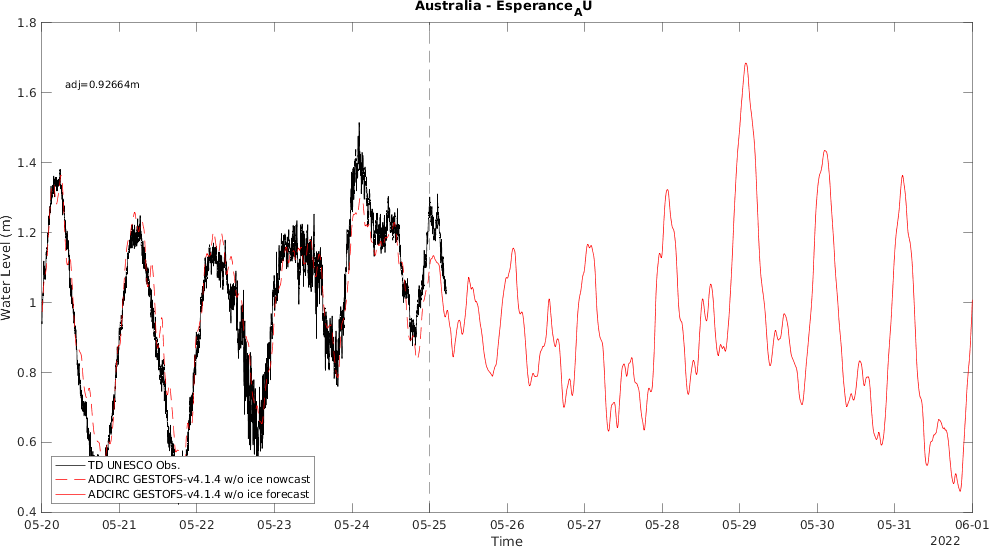 Australia - Esperance_AU
1.8
1.6
1.4
1.2
1
0.8
0.6
0.4
Water Level (m)
adj=0.92664m
TD UNESCO Obs.
ADCIRC GESTOFS-v4.1.4 w/o ice nowcast
ADCIRC GESTOFS-v4.1.4 w/o ice forecast
05-20 05-21 05-22 05-23 05-24 05-25 05-26 05-27 05-28 05-29 05-30 05-31 06-01
Time
2022